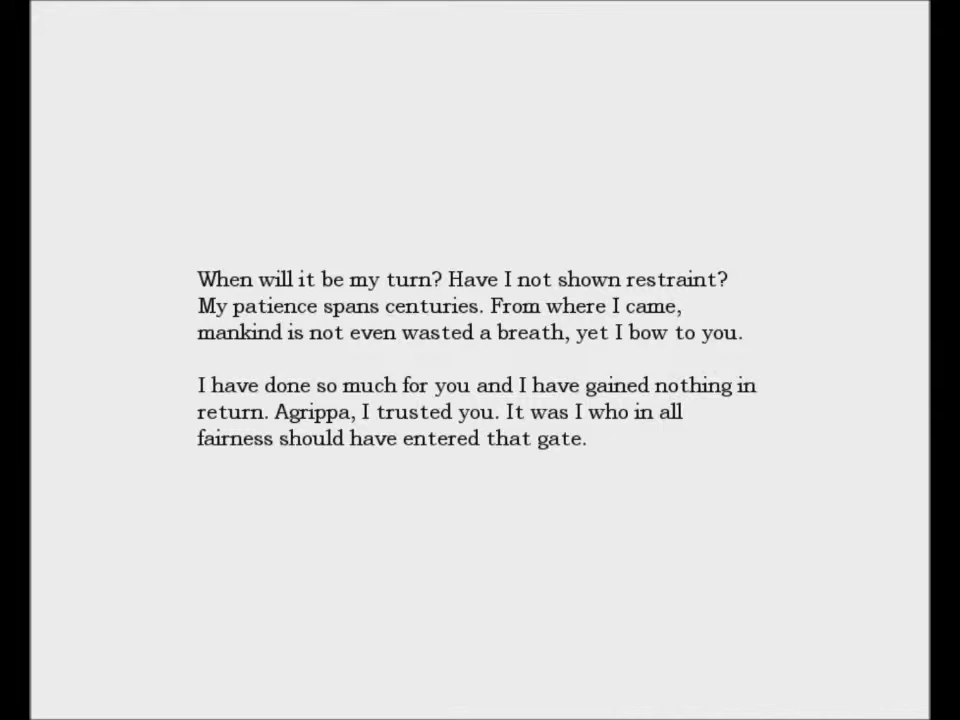 When will it be my turn? Have I not shown restraint?
My patience spans centuries. From where I came,
mankind is not even wasted a breath, yet I bow to you.
I have done so much for you and I have gained nothing in
return. Agrippa, I trusted you. It was I who in all
fairness should have entered that gate.